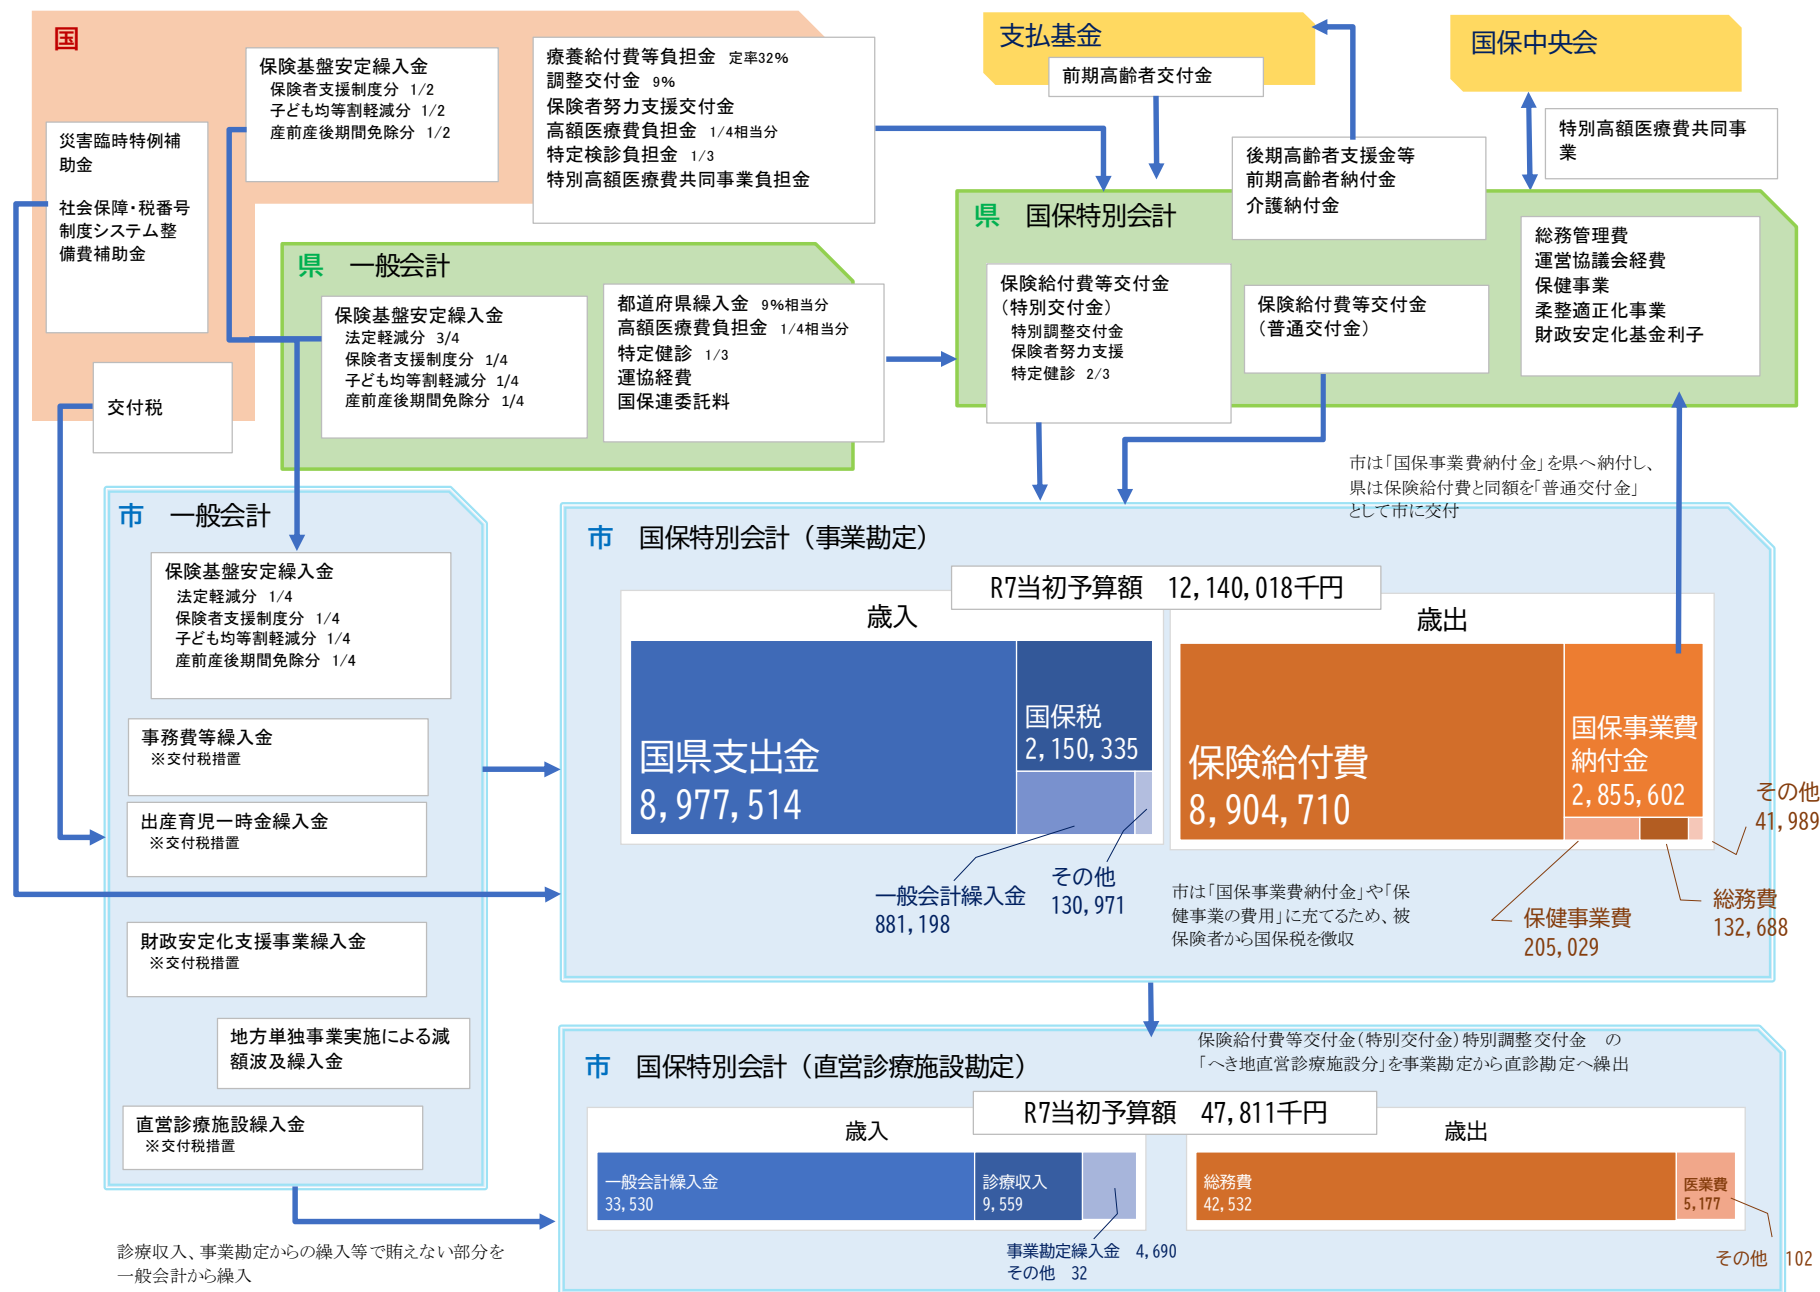 国
保険基盤安定繰入金
保険者支援制度分 1/2
子ども均等割軽減分 1/2
産前産後期間免除分 1/2
療養給付費等負担金 定率32%
調整交付金 9%
保険者努力支援交付金
高額医療費負担金 1/4相当分
特定検診負担金 1/3
特別高額医療費共同事業負担金
災害臨時特例補
助金
社会保障・税番号
制度システム整
備費補助金
交付税
支払基金
前期高齢者交付金
国保中央会
特別高額医療費共同事
業
後期高齢者支援金等
前期高齢者納付金
介護納付金
県 一般会計
保険基盤安定繰入金
法定軽減分 3/4
保険者支援制度分 1/4
子ども均等割軽減分 1/4
産前産後期間免除分 1/4
都道府県繰入金 9%相当分
高額医療費負担金 1/4相当分
特定健診 1/3
運協経費
国保連委託料
県 国保特別会計
保険給付費等交付金
(特別交付金)
特別調整交付金
保険者努力支援
特定健診 2/3
保険給付費等交付金
(普通交付金)
総務管理費
運営協議会経費
保健事業
柔整適正化事業
財政安定化基金利子
市は「国保事業費納付金」を県へ納付し、
県は保険給付費と同額を「普通交付金」
として市に交付
市 一般会計
保険基盤安定繰入金
法定軽減分 1/4
保険者支援制度分 1/4
子ども均等割軽減分 1/4
産前産後期間免除分 1/4
事務費等繰入金
※交付税措置
出産育児一時金繰入金
※交付税措置
財政安定化支援事業繰入金
※交付税措置
地方単独事業実施による減
額波及繰入金
直営診療施設繰入金
※交付税措置
診療収入、事業勘定からの繰入等で賄えない部分を
一般会計から繰入
市 国保特別会計（事業勘定）
R7当初予算額 12,140,018千円
歳入
国県支出金
8,977,514
国保税
2,150,335
一般会計繰入金
881,198
その他
130,971
歳出
保険給付費
8,904,710
国保事業費
納付金
2,855,602
その他
41,989
総務費
132,688
保健事業費
205,029
市は「国保事業費納付金」や「保
健事業の費用」に充てるため、被
保険者から国保税を徴収
市 国保特別会計（直営診療施設勘定）
保険給付費等交付金(特別交付金)特別調整交付金 の
「へき地直営診療施設分」を事業勘定から直診勘定へ繰出
R7当初予算額 47,811千円
歳入
一般会計繰入金
33,530
診療収入
9,559
事業勘定繰入金 4,690
その他 32
歳出
総務費
42,532
医業費
5,177
その他 102